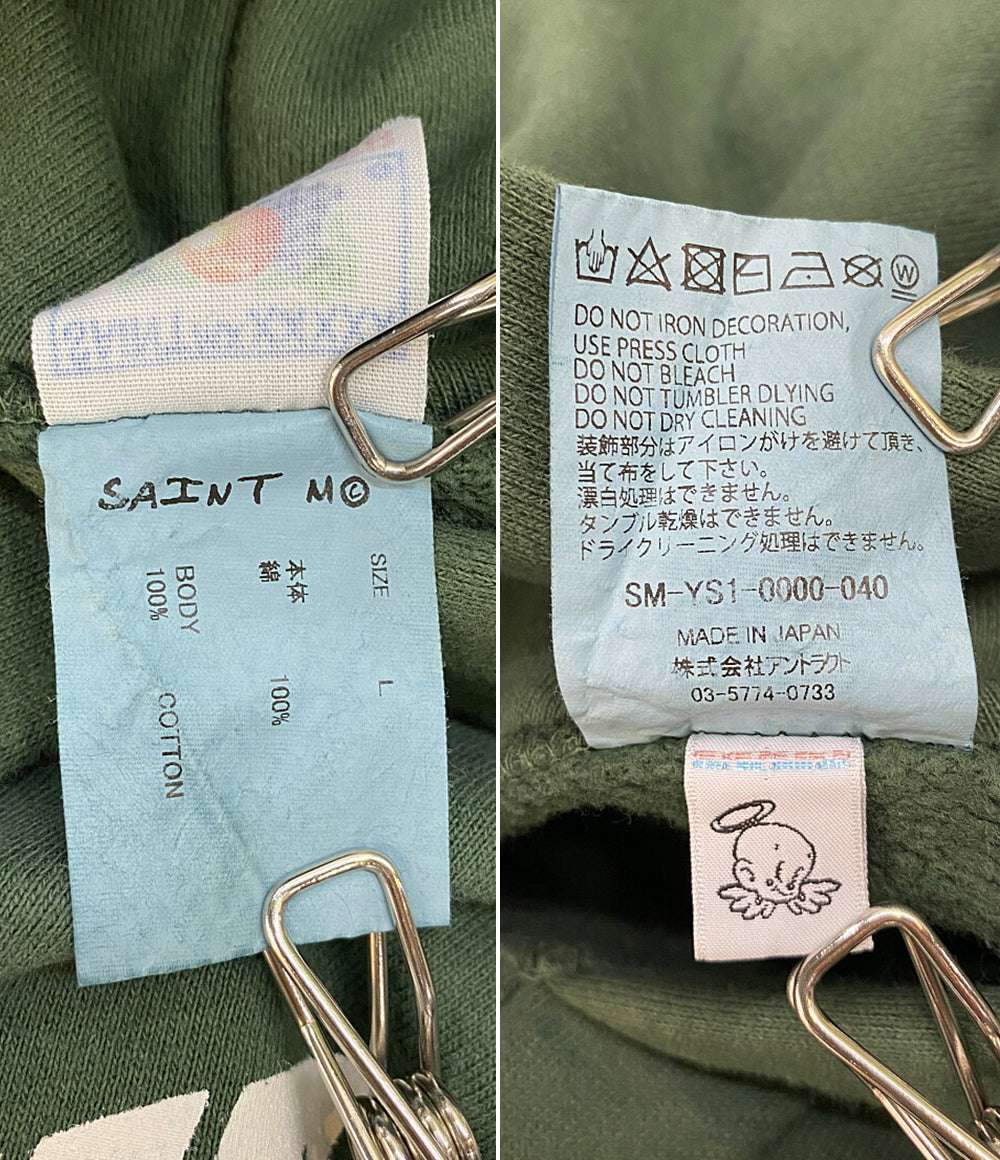 SAINT M©
SIZE L
本体
綿 100%
BODY
100% COTTON
DO NOT IRON DECORATION,
USE PRESS CLOTH
DO NOT BLEACH
DO NOT TUMBLER DLYING
DO NOT DRY CLEANING
装飾部分はアイロンがけを避けて頂き、
当て布をして下さい。
漂白処理はできません。
タンブル乾燥はできません。
ドライクリーニング処理はできません。
SM-YS1-0000-040
MADE IN JAPAN
株式会社アントラクト
03-5774-0733